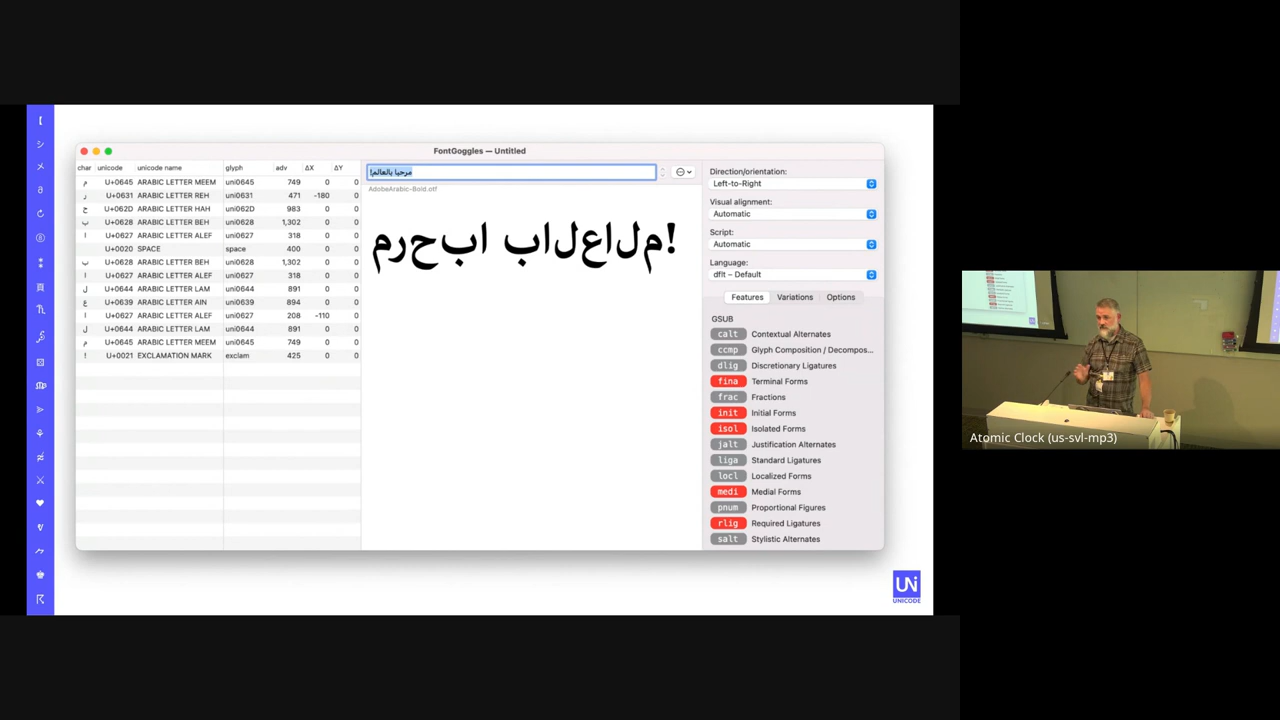 FontGoggles — Untitled
char unicode unicode name glyph adv ΔX ΔY
م U+0645 ARABIC LETTER MEEM uni0645 749 0 0
ر U+0631 ARABIC LETTER REH uni0631 471 -180 0
ح U+062D ARABIC LETTER HAH uni062D 983 0 0
ب U+0628 ARABIC LETTER BEH uni0628 1,302 0 0
ا U+0627 ARABIC LETTER ALEF uni0627 318 0 0
U+0020 SPACE space 400 0 0
ب U+0628 ARABIC LETTER BEH uni0628 1,302 0 0
ا U+0627 ARABIC LETTER ALEF uni0627 318 0 0
ل U+0644 ARABIC LETTER LAM uni0644 891 0 0
ع U+0639 ARABIC LETTER AIN uni0639 0 0
ا U+0627 ARABIC LETTER ALEF uni0627 -110 0
ل U+0644 ARABIC LETTER LAM uni0644 891 0 0
م U+0645 ARABIC LETTER MEEM uni0645 749 0 0
! U+0021 EXCLAMATION MARK exclam 425 0 0
مرحبا بالعالم!
AdobeArabic-Bold.otf
مرحبا بالعالم!
Direction/orientation:
Left-to-Right
Visual alignment:
Automatic
Script:
Automatic
Language:
dflt – Default
Features Variations Options
GSUB
calt Contextual Alternates
ccmp Glyph Composition / Decompos...
dlig Discretionary Ligatures
fina Terminal Forms
frac Fractions
init Initial Forms
isol Isolated Forms
jalt Justification Alternates
liga Standard Ligatures
locl Localized Forms
medi Medial Forms
pnum Proportional Figures
rlig Required Ligatures
salt Stylistic Alternates
UNi
UNICODE
Atomic Clock (us-svl-mp3)